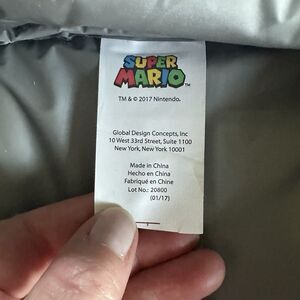 SUPER
MARIO™
TM & © 2017 Nintendo.
Global Design Concepts, Inc
10 West 33rd Street, Suite 1100
New York, New York 10001
Made in China
Hecho en China
Fabriqué en Chine
Lot No.: 20800
(01/17)